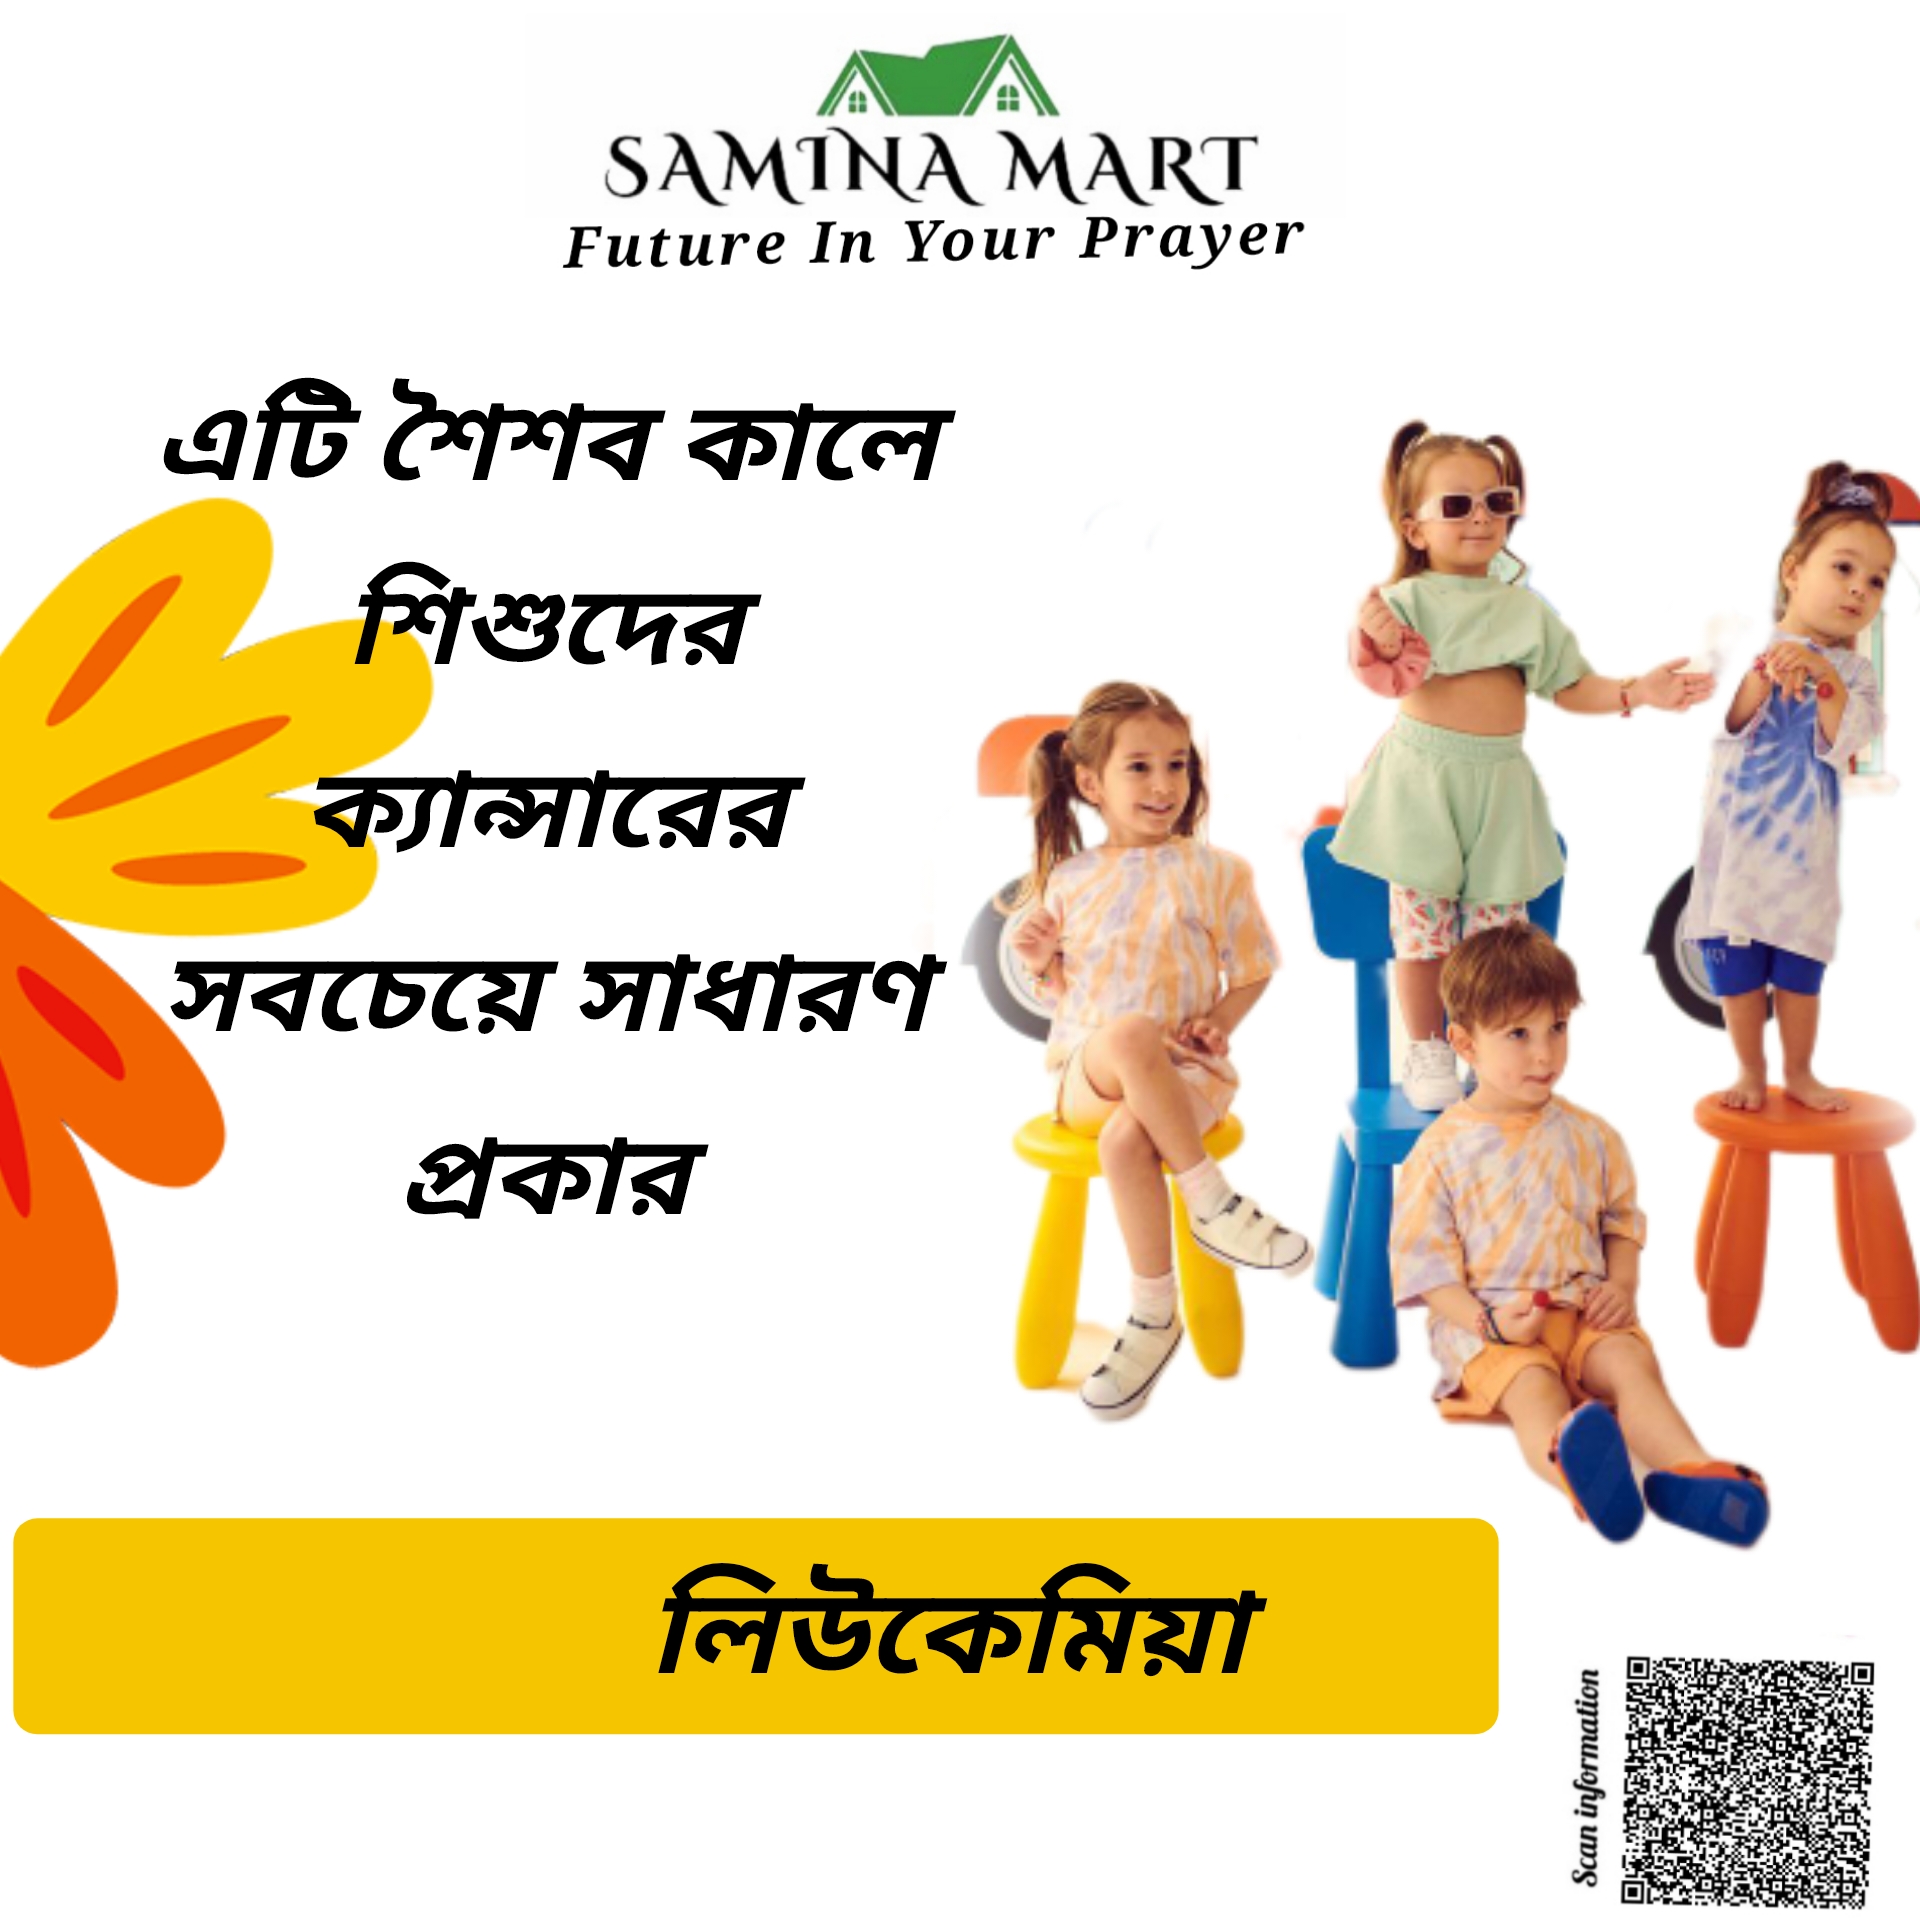 SAMINA MART
Future In Your Prayer
এটি শৈশব কালে
শিশুদের
ক্যান্সারের
সবচেয়ে সাধারণ
প্রকার
লিউকেমিয়া
Scan information